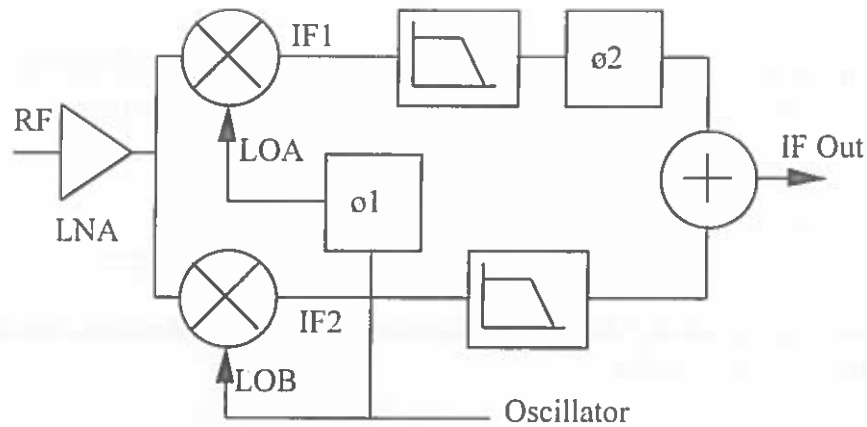 IF1
ø2
RF
LOA
IF Out
ø1
LNA
IF2
LOB
Oscillator